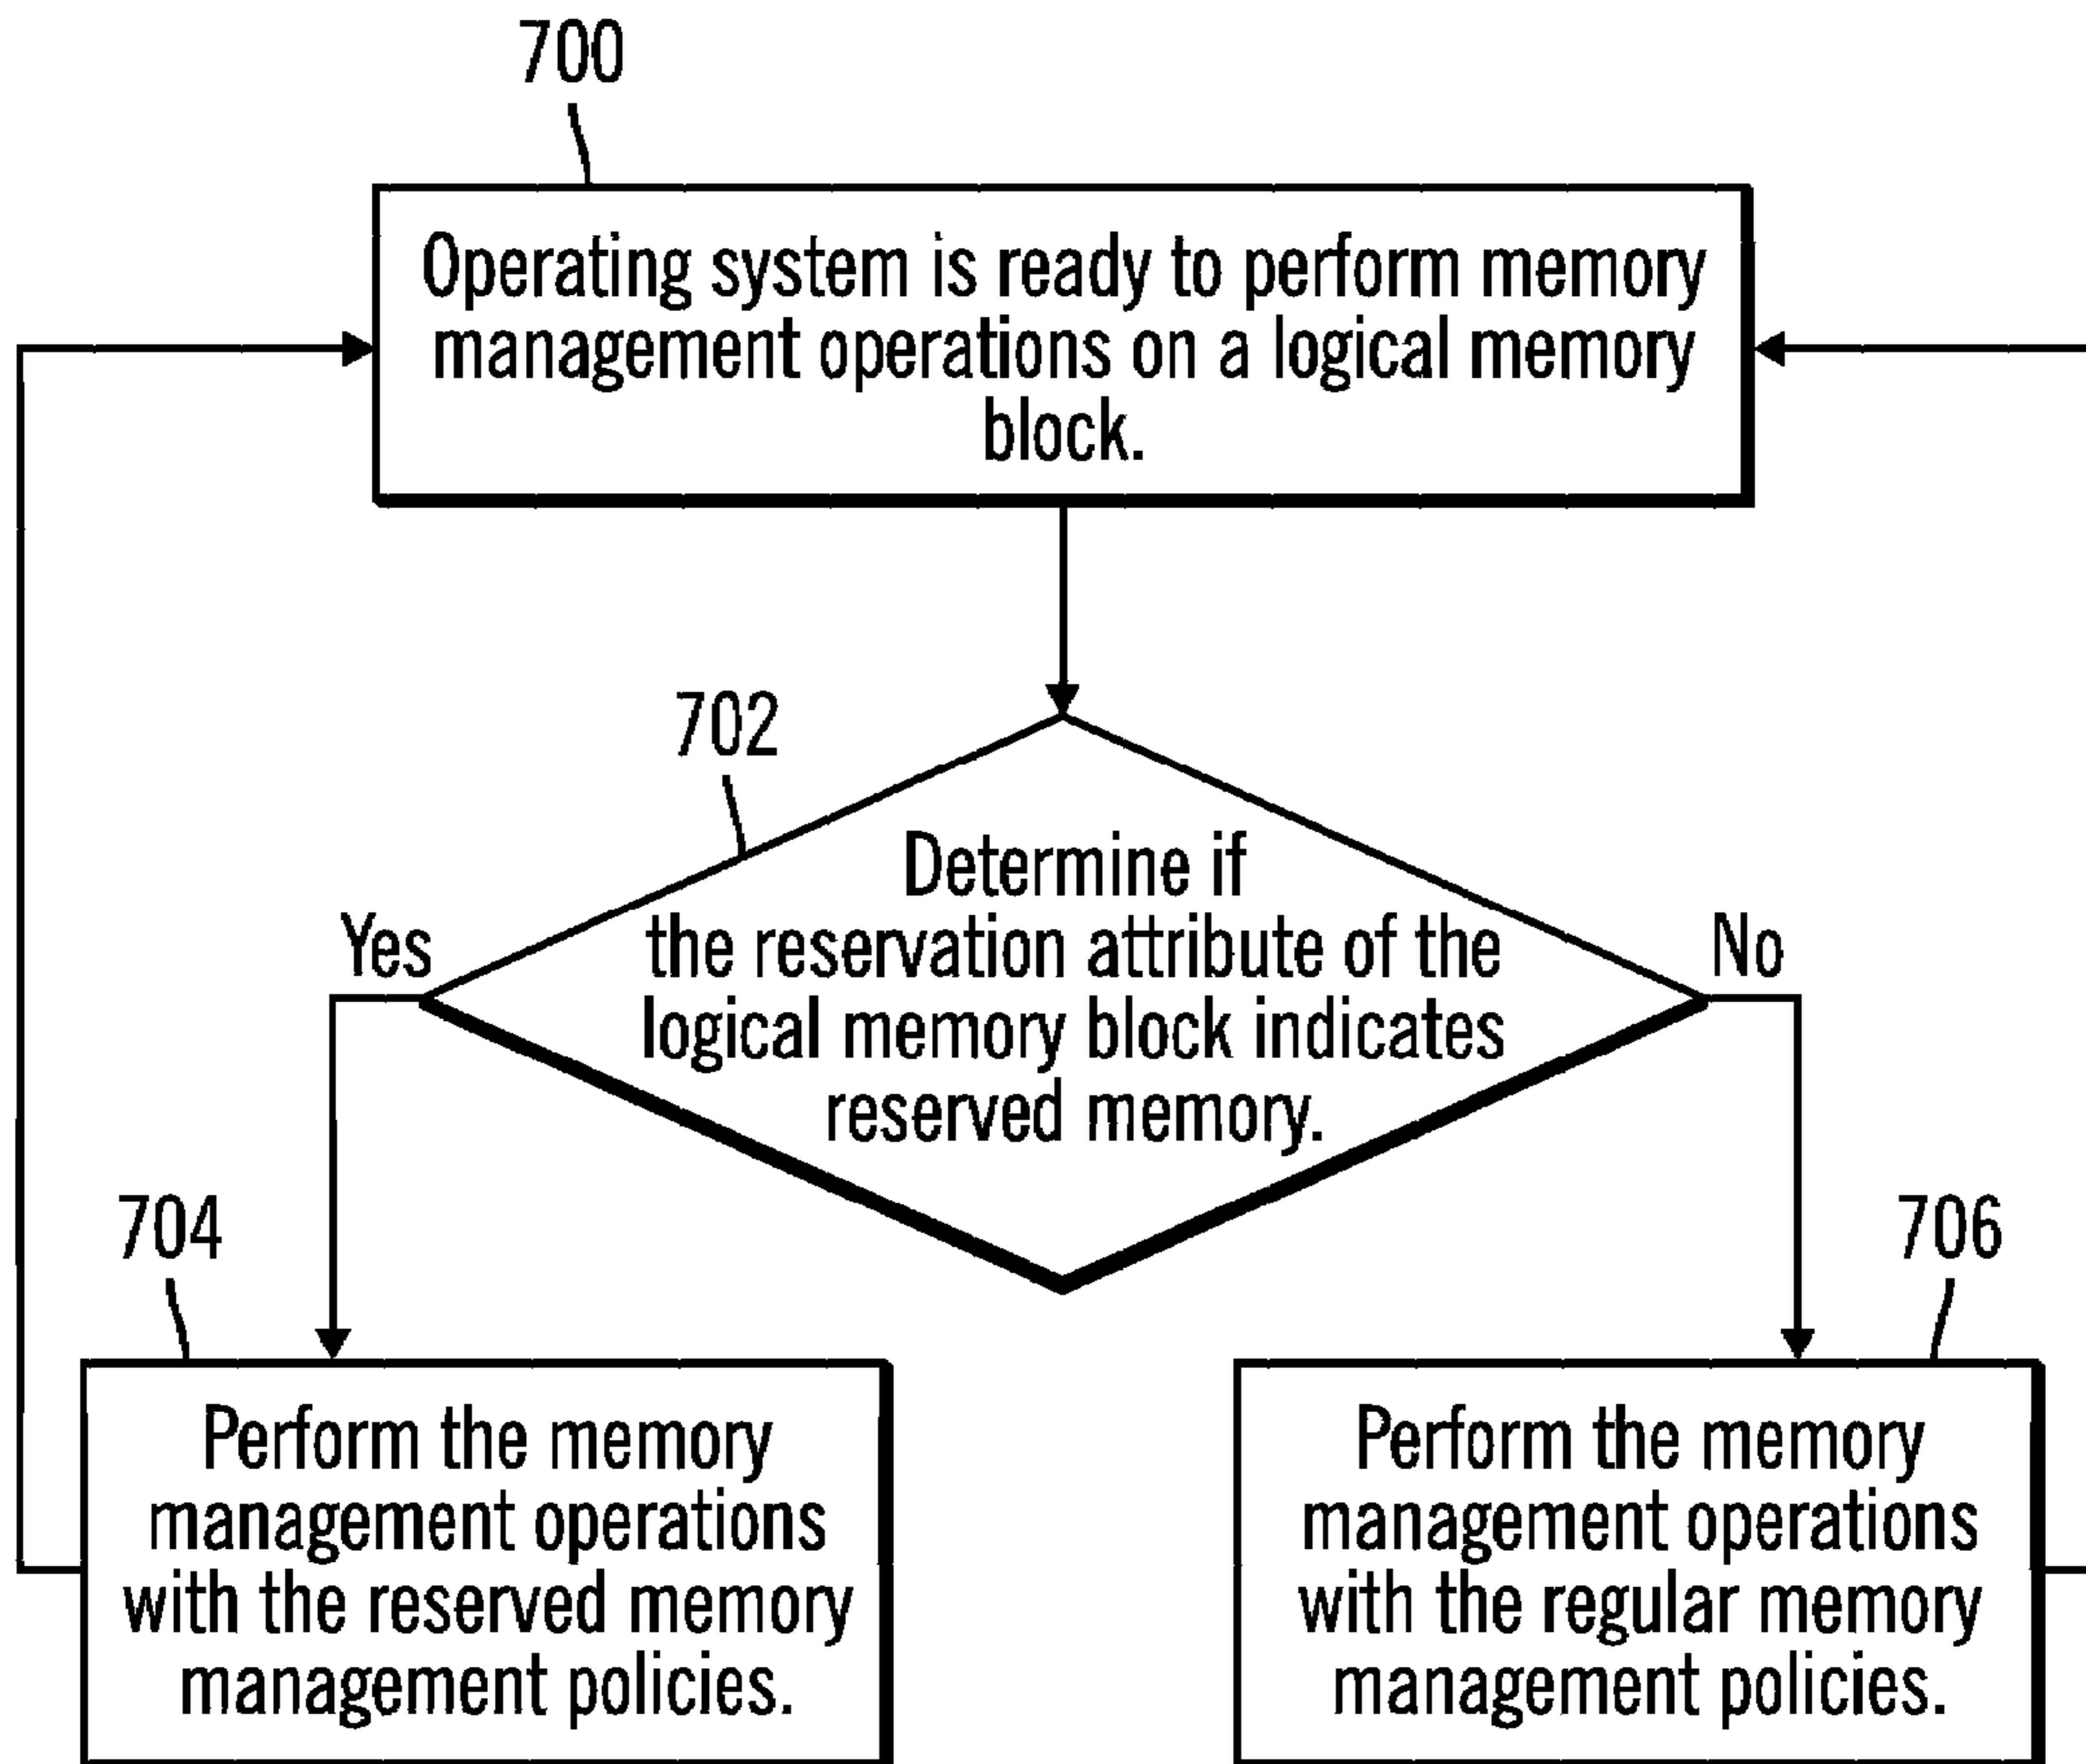 700
Operating system is ready to perform memory
management operations on a logical memory
block.
702
Determine if
the reservation attribute of the
logical memory block indicates
reserved memory.
Yes
No
704
Perform the memory
management operations
with the reserved memory
management policies.
706
Perform the memory
management operations
with the regular memory
management policies.